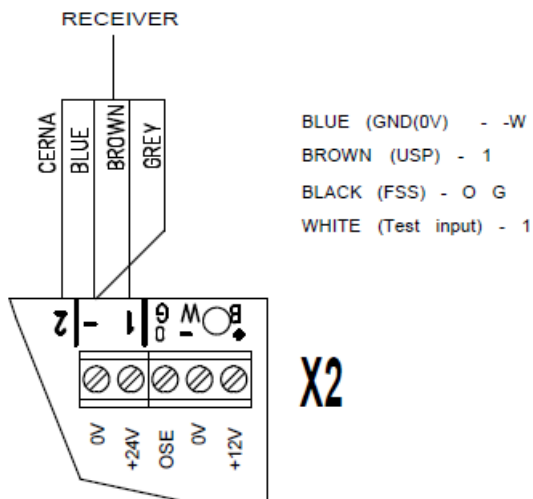 RECEIVER
CERNA
BLUE
BROWN
GREY
BLUE (GND(0V) - -W
BROWN (USP) - 1
BLACK (FSS) - O G
WHITE (Test input) - 1
2 - 1 G O W - B
X2
0V
+24V
OSE
0V
+12V